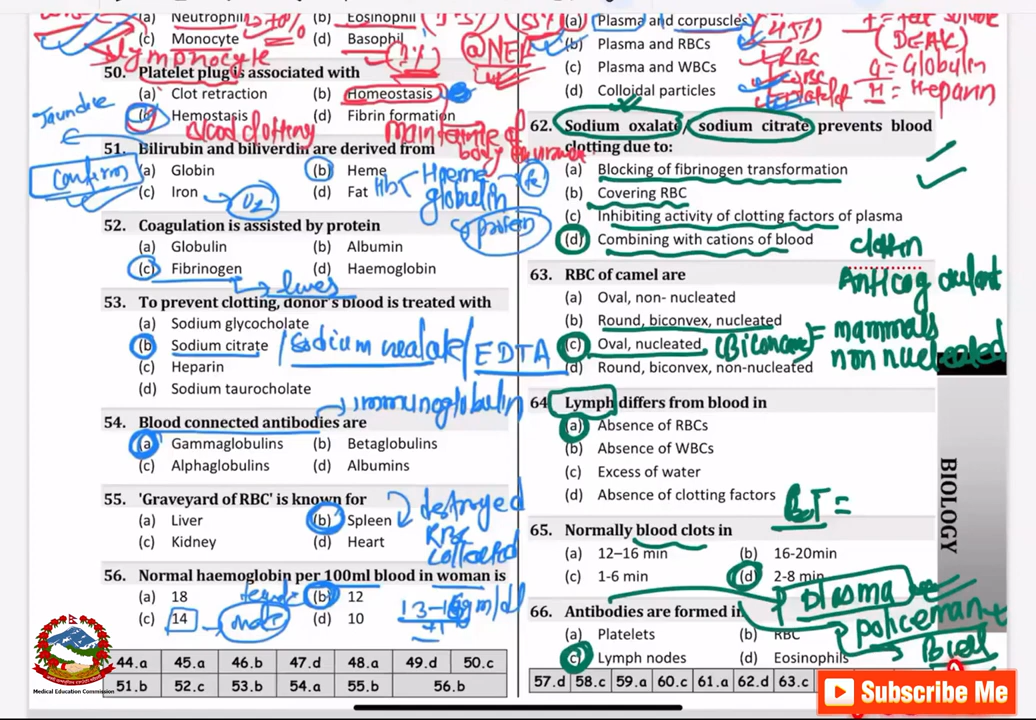 (a) Neutrophil
(b) Eosinophil
(c) Monocyte
(d) Basophil
lymphocyte
@NEL
50. Platelet plug is associated with
(a) Clot retraction
(b) Homeostasis
(b) Hemostasis
(d) Fibrin formation
Blood clotting
body
51. Bilirubin and biliverdin are derived from
(a) Globin
(b) Heme
(c) Iron
(d) Fat
Confirm
O2
Hb
Haema
globulin
Fe
protein
52. Coagulation is assisted by protein
(a) Globulin
(b) Albumin
(c) Fibrinogen
(d) Haemoglobin
53. To prevent clotting, donor's blood is treated with
(a) Sodium glycocholate
(b) Sodium citrate
(c) Heparin
(d) Sodium taurocholate
/ EDTA
immunoglobulin
54. Blood connected antibodies are
(a) Gammaglobulins
(b) Betaglobulins
(c) Alphaglobulins
(d) Albumins
55. 'Graveyard of RBC' is known for
(a) Liver
(b) Spleen
(c) Kidney
(d) Heart
destroyed
RBC
collected
56. Normal haemoglobin per 100ml blood in woman is
(a) 18
(b) 12
(c) 14
(d) 10
44.a 45.a 46.b 47.d 48.a 49.d 50.c
51.b 52.c 53.b 54.a 55.b 56.b
Medical Education Commission
(a) Plasma and corpuscles
(b) Plasma and RBCs
(c) Plasma and WBCs
(d) Colloidal particles
RBC
(DEAK)
G = Globulin
H = Heparin
62. Sodium oxalate/ sodium citrate prevents blood
clotting due to:
(a) Blocking of fibrinogen transformation
(b) Covering RBC
(c) Inhibiting activity of clotting factors of plasma
(d) Combining with cations of blood
63. RBC of camel are
(a) Oval, non- nucleated
(b) Round, biconvex, nucleated
(c) Oval, nucleated
(d) Round, biconvex, non-nucleated
= mammals
non nucleated
64. Lymph differs from blood in
(a) Absence of RBCs
(b) Absence of WBCs
(c) Excess of water
(d) Absence of clotting factors
65. Normally blood clots in
(a) 12–16 min
(b) 16-20min
(c) 1-6 min
(d) 2-8 min
66. Antibodies are formed in
(a) Platelets
(b) RBC
(c) Lymph nodes
(d) Eosinophils
plasma
policeman
B cell
57.d 58.c 59.a 60.c 61.a 62.d 63.c
BIOLOGY
Subscribe Me